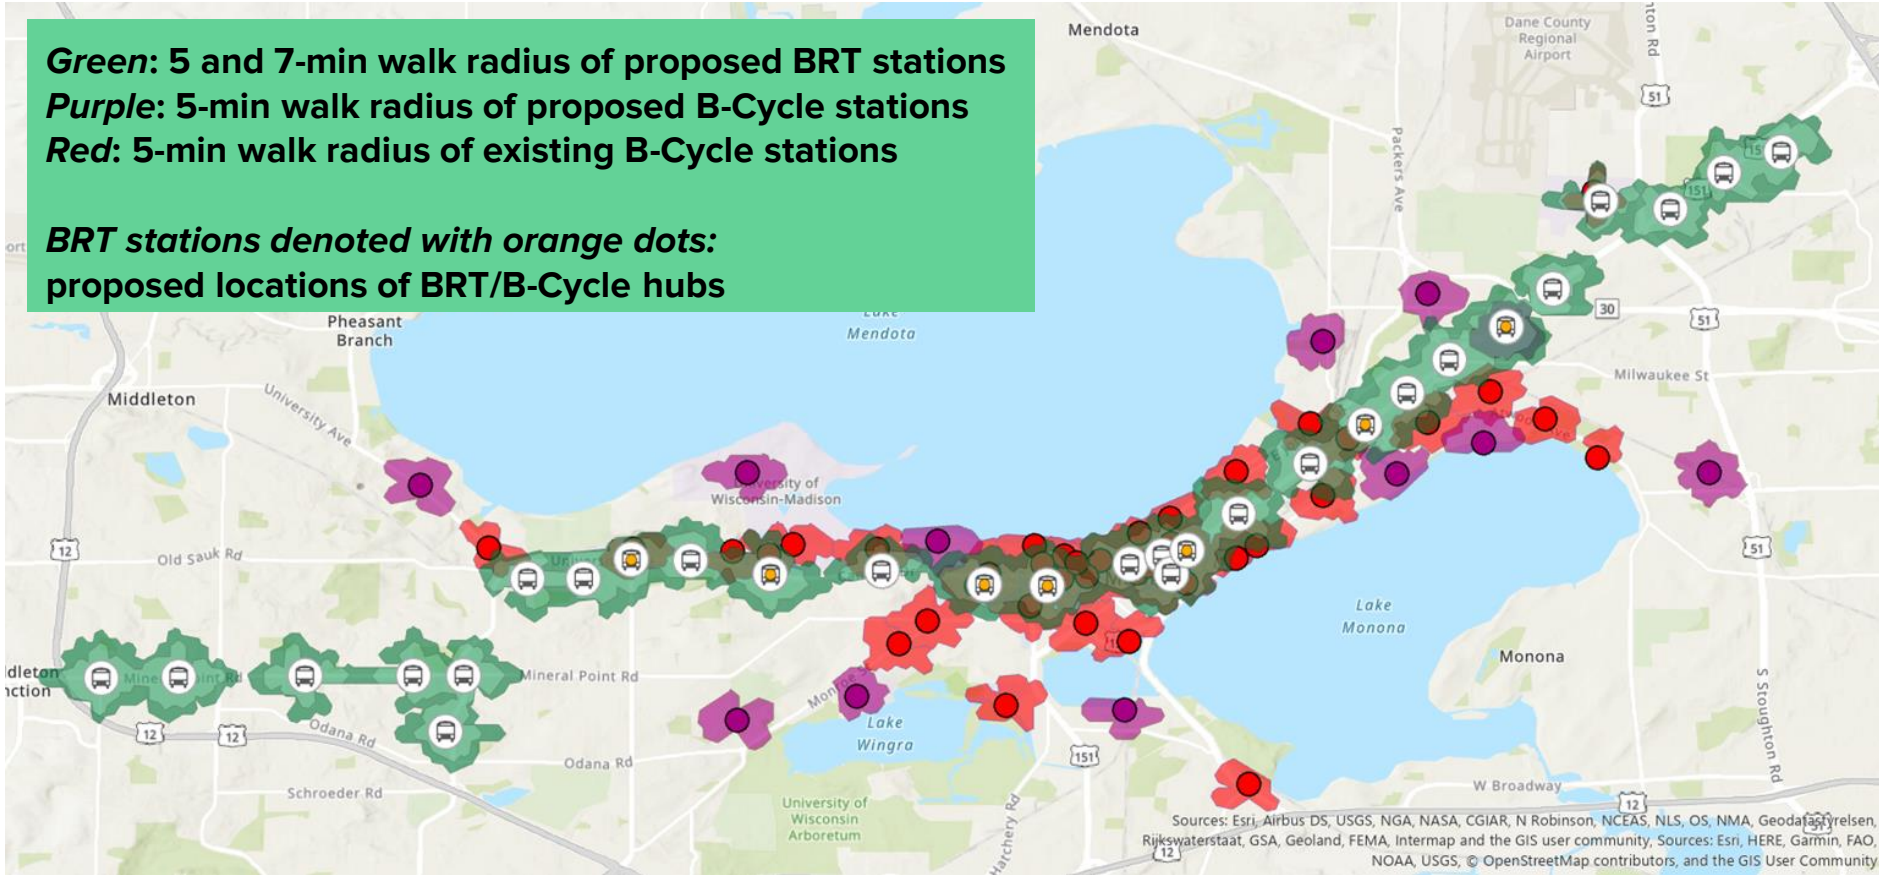 Green: 5 and 7-min walk radius of proposed BRT stations
Purple: 5-min walk radius of proposed B-Cycle stations
Red: 5-min walk radius of existing B-Cycle stations
BRT stations denoted with orange dots:
proposed locations of BRT/B-Cycle hubs
Mendota
Dane County
Regional
Airport
51
Packers Ave
151
151
Pheasant
Branch
Lake
Mendota
30
51
Middleton
University Ave
Milwaukee St
University of
Wisconsin-Madison
12
Old Sauk Rd
51
Lake
Monona
Monona
Mineral Point Rd
Monroe St
12
12
Odana Rd
Lake
Wingra
Odana Rd
151
S Stoughton Rd
Schroeder Rd
W Broadway
12
University of
Wisconsin
Arboretum
12
Sources: Esri, Airbus DS, USGS, NGA, NASA, CGIAR, N Robinson, NCEAS, NLS, OS, NMA, Geodatastyrelsen,
Rijkswaterstaat, GSA, Geoland, FEMA, Intermap and the GIS user community, Sources: Esri, HERE, Garmin, FAO,
NOAA, USGS, © OpenStreetMap contributors, and the GIS User Community